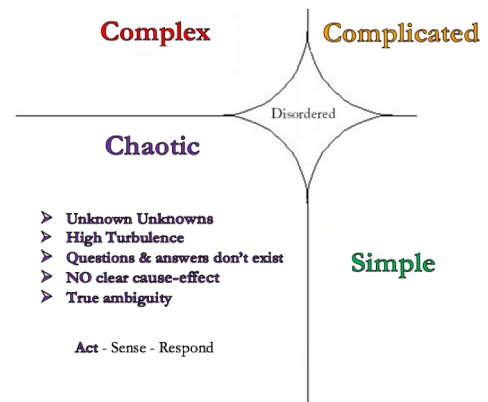 Complex
Complicated
Disordered
Chaotic
Unknown Unknowns
High Turbulence
Questions & answers don't exist
NO clear cause-effect
True ambiguity
Act - Sense - Respond
Simple